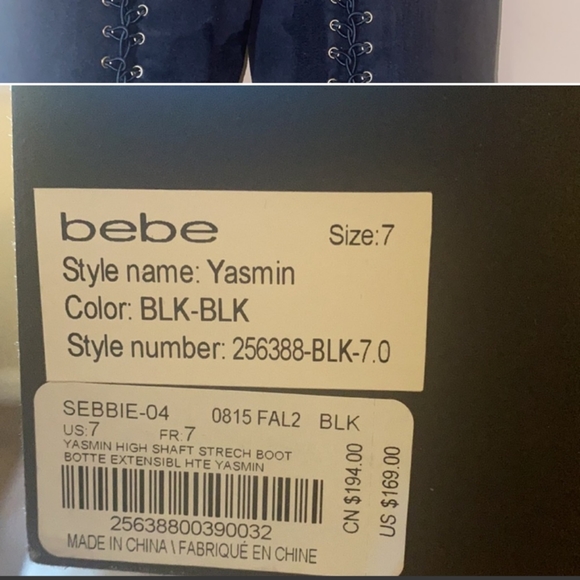 bebe Size:7
Style name: Yasmin
Color: BLK-BLK
Style number: 256388-BLK-7.0
SEBBIE-04 0815 FAL2 BLK
US:7 FR:7
YASMIN HIGH SHAFT STRECH BOOT
BOTTE EXTENSIBL HTE YASMIN
25638800390032
MADE IN CHINA \ FABRIQUÉ EN CHINE
CN $194.00
US $169.00